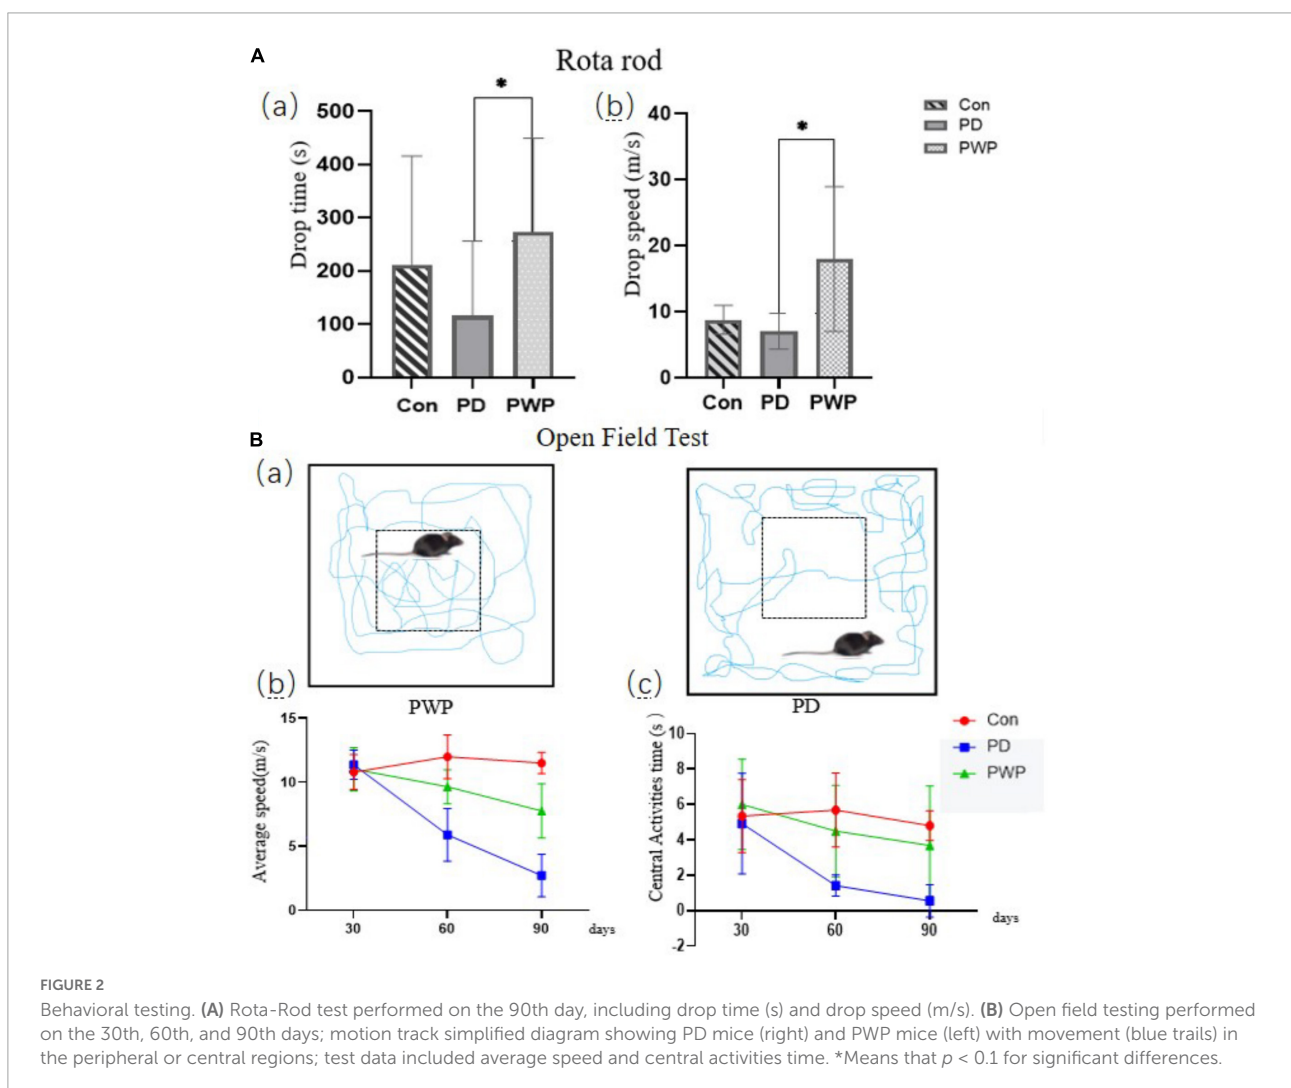 A
Rota rod
(a)
Drop time (s)
500
400
300
200
100
0
*
Con PD PWP
(b)
Drop speed (m/s)
40
30
20
10
0
*
Con PD PWP
Con
PD
PWP
B
Open Field Test
(a)
PWP
PD
(b)
Average speed(m/s)
15
10
5
0
30 60 90 days
(c)
Central Activities time (s )
10
8
6
4
2
0
-2
30 60 90 days
Con
PD
PWP
FIGURE 2
Behavioral testing. (A) Rota-Rod test performed on the 90th day, including drop time (s) and drop speed (m/s). (B) Open field testing performed
on the 30th, 60th, and 90th days; motion track simplified diagram showing PD mice (right) and PWP mice (left) with movement (blue trails) in
the peripheral or central regions; test data included average speed and central activities time. *Means that p < 0.1 for significant differences.